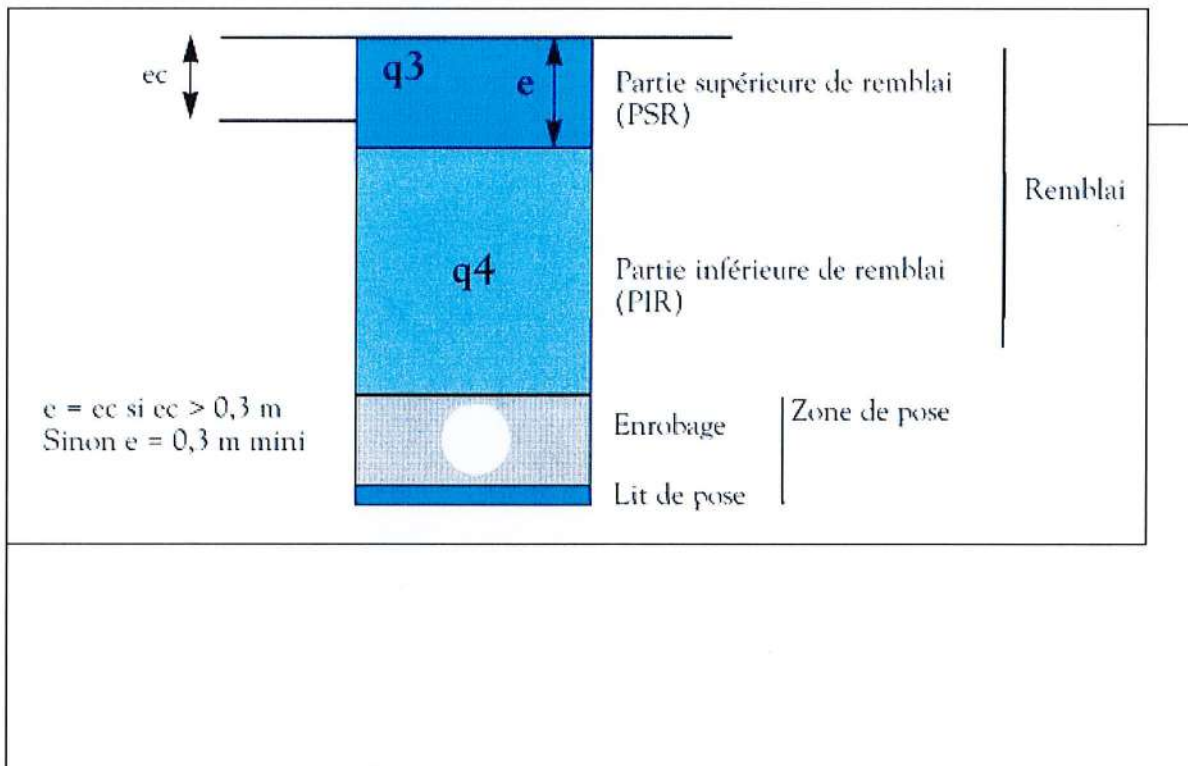 ec
q3
e
Partie supérieure de remblai
(PSR)
Remblai
q4
Partie inférieure de remblai
(PIR)
e = ec si ec > 0,3 m
Sinon e = 0,3 m mini
Enrobage
Zone de pose
Lit de pose